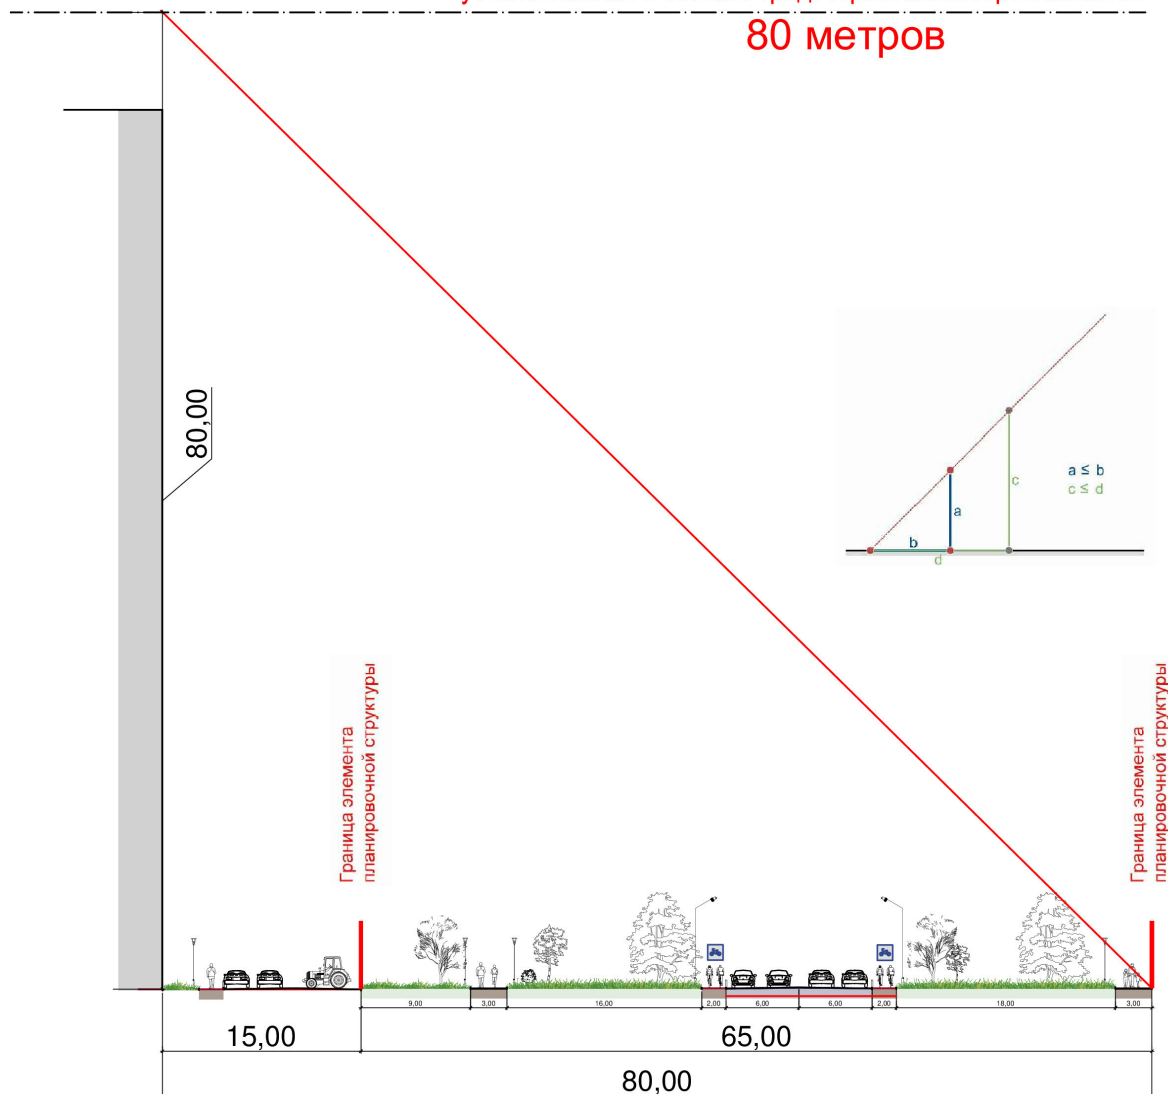 80 метров
80,00
c
a ≤ b
c ≤ d
a
b
d
Граница элемента
планировочной структуры
Граница элемента
планировочной структуры
9,00
3,00
16,00
2,00
6,00
6,00
2,00
18,00
3,00
15,00
65,00
80,00